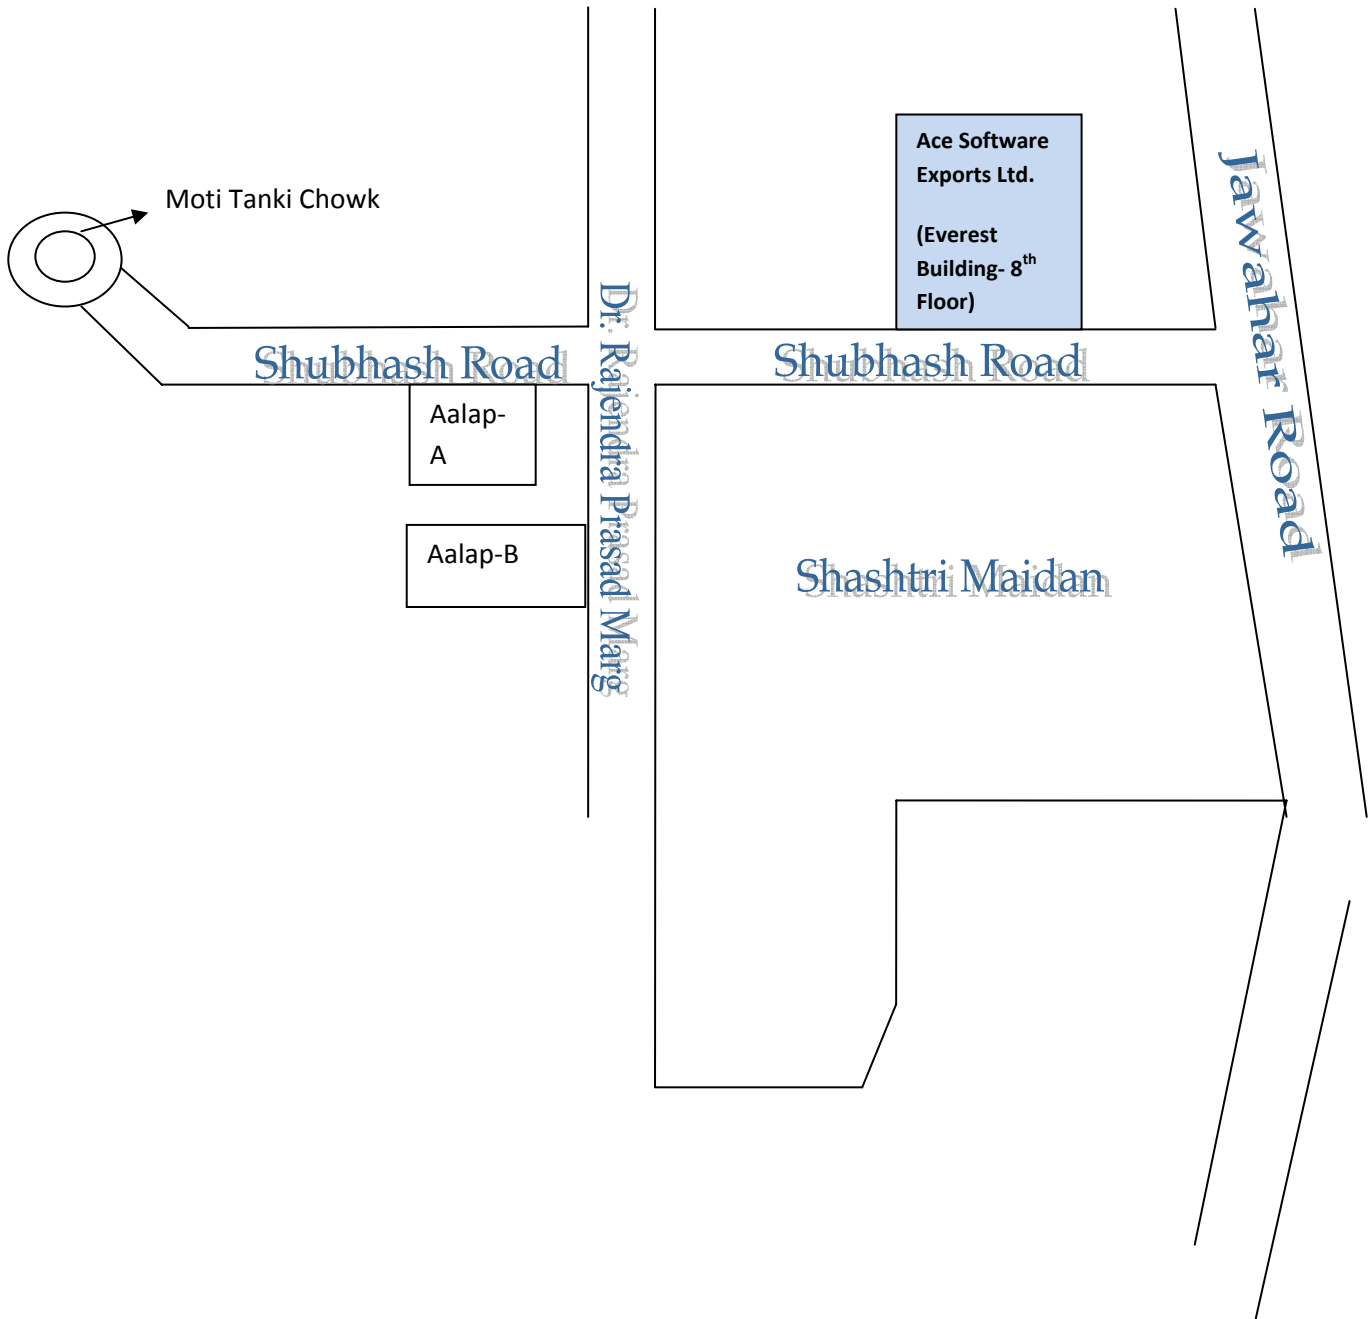 Ace Software
Exports Ltd.
(Everest
Building- 8th
Floor)
Moti Tanki Chowk
Jawahar Road
Dr. Rajendra Prasad Marg
Shubhash Road
Shubhash Road
Aalap-
A
Aalap-B
Shashtri Maidan